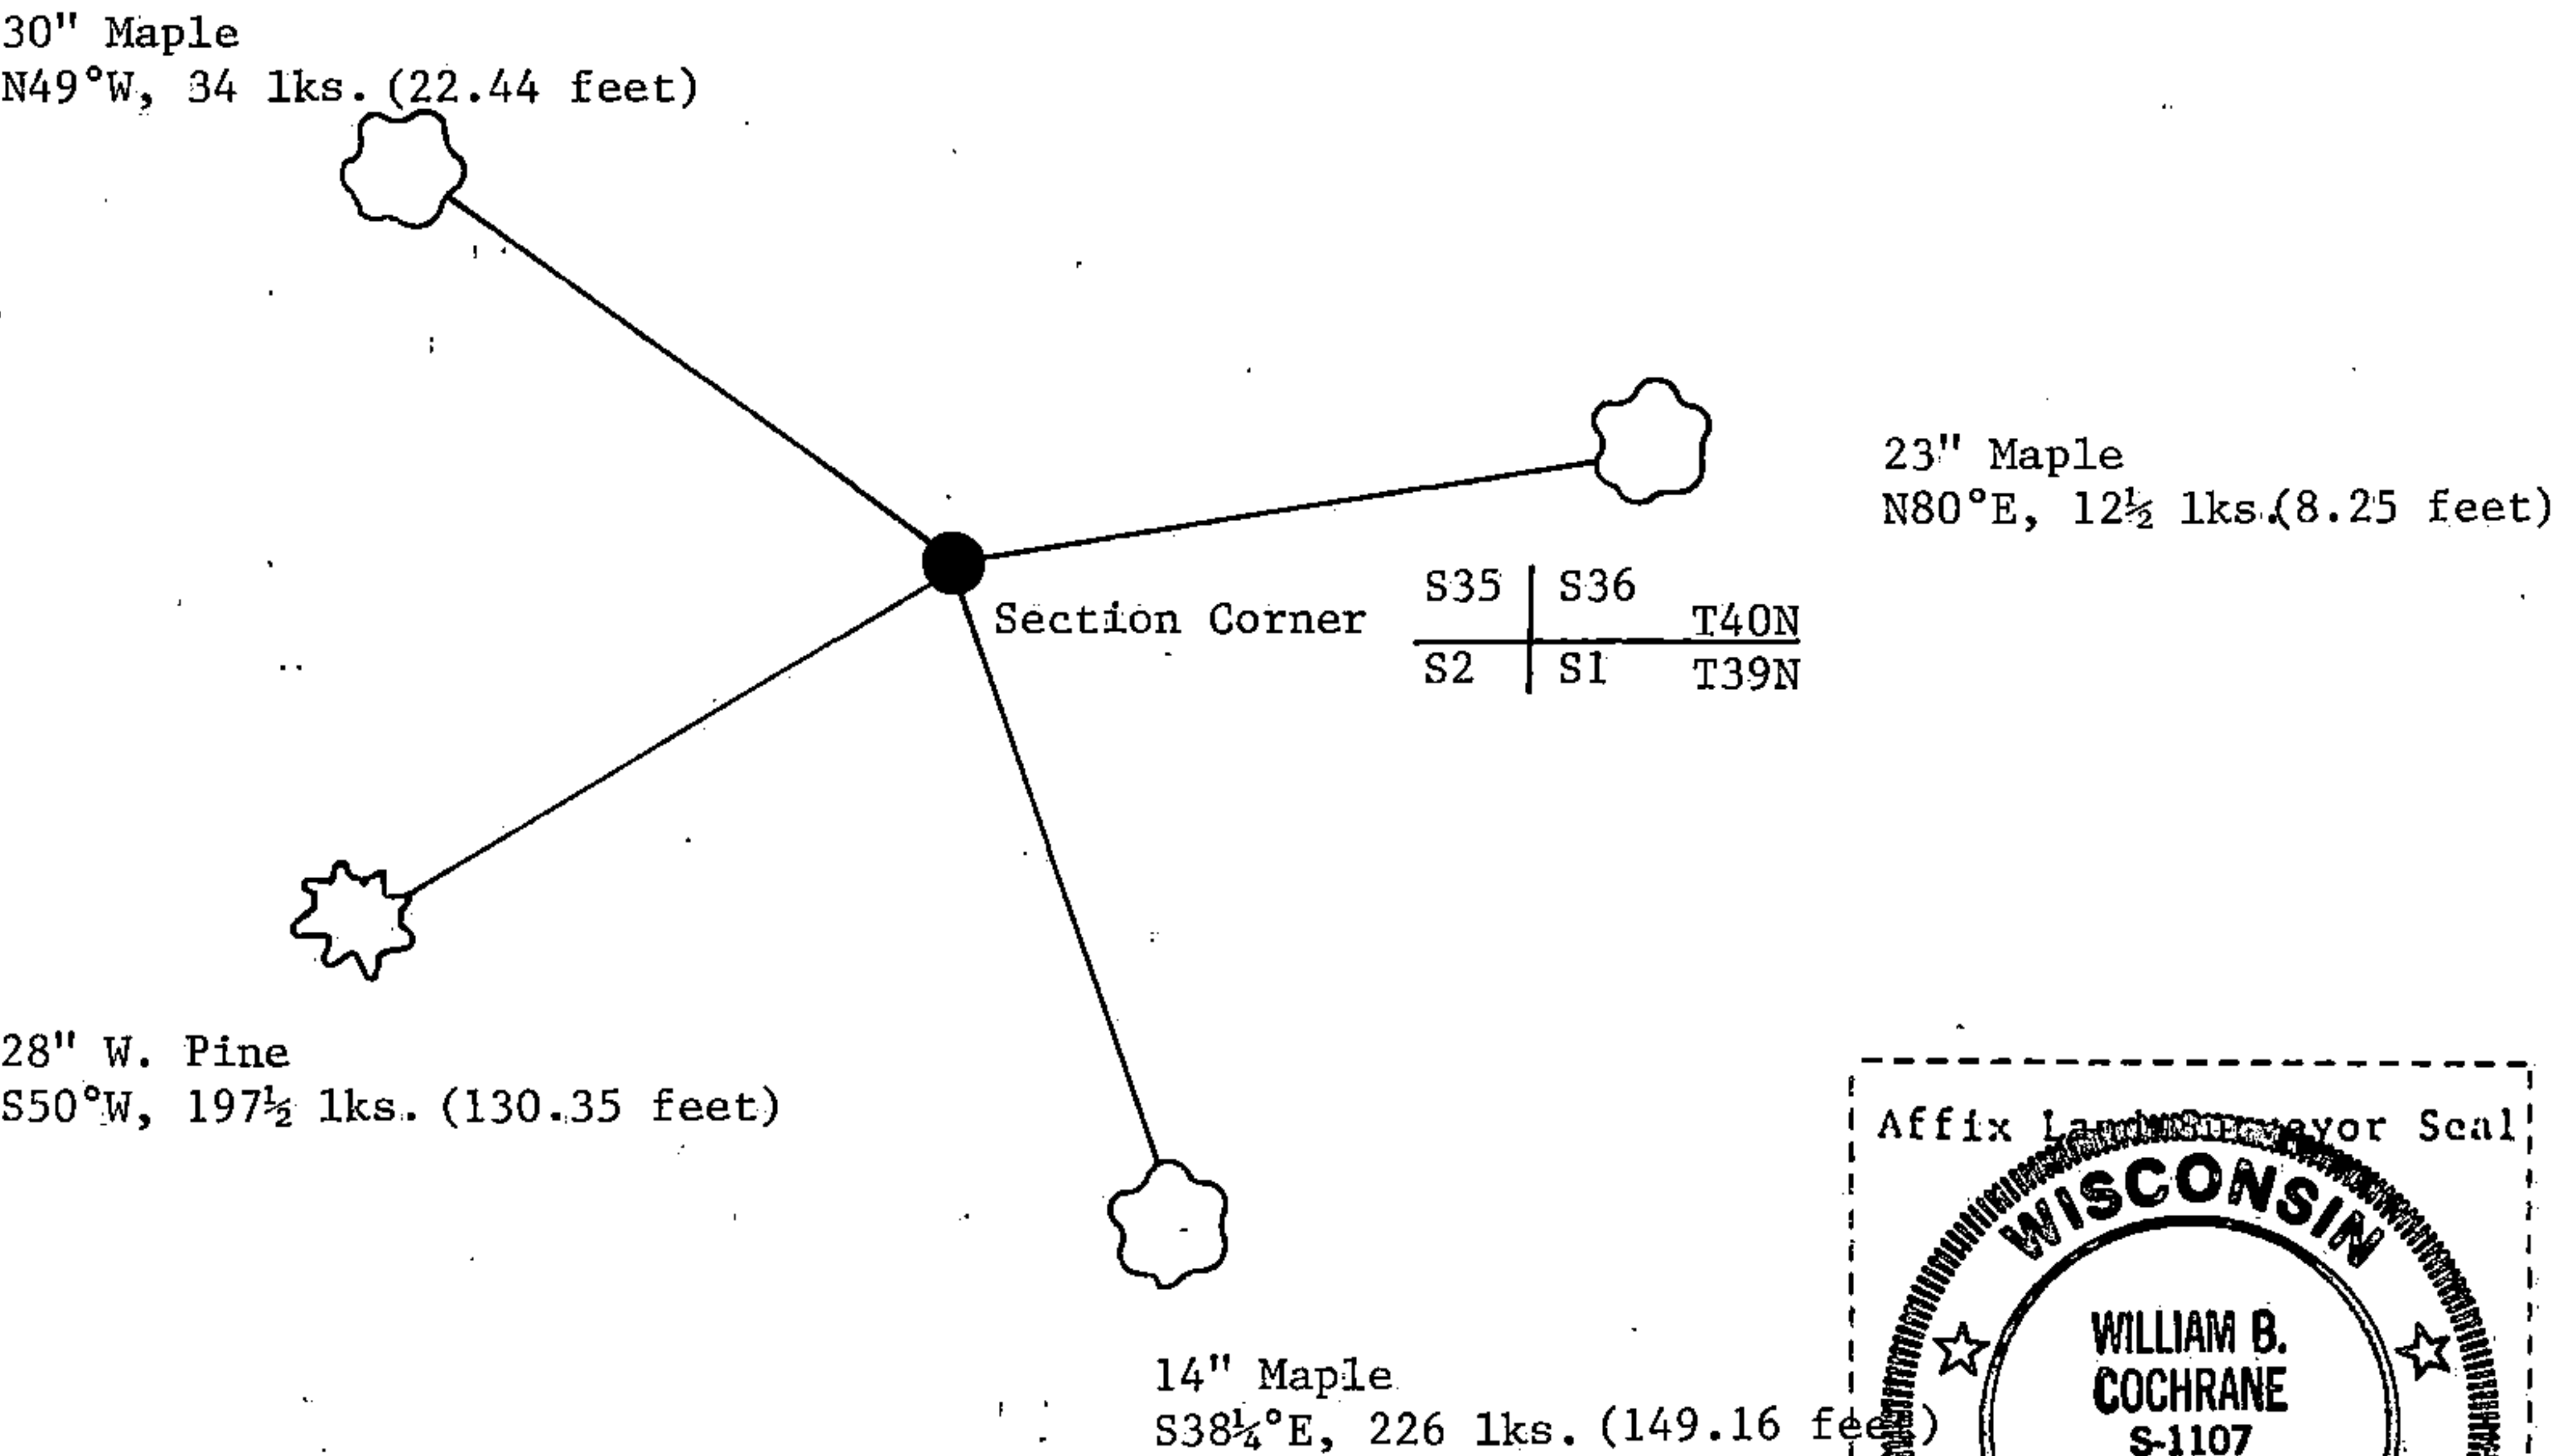 30" Maple
N49°W, 34 lks. (22.44 feet)
23" Maple
N80°E, 12½ lks.(8.25 feet)
S35 S36
T40N
Section Corner
S2 S1 T39N
28" W. Pine
S50°W, 197½ lks. (130.35 feet)
14" Maple
S38¼°E, 226 lks. (149.16 feet)
Affix Land Surveyor Seal
WISCONSIN
WILLIAM B.
COCHRANE
S-1107